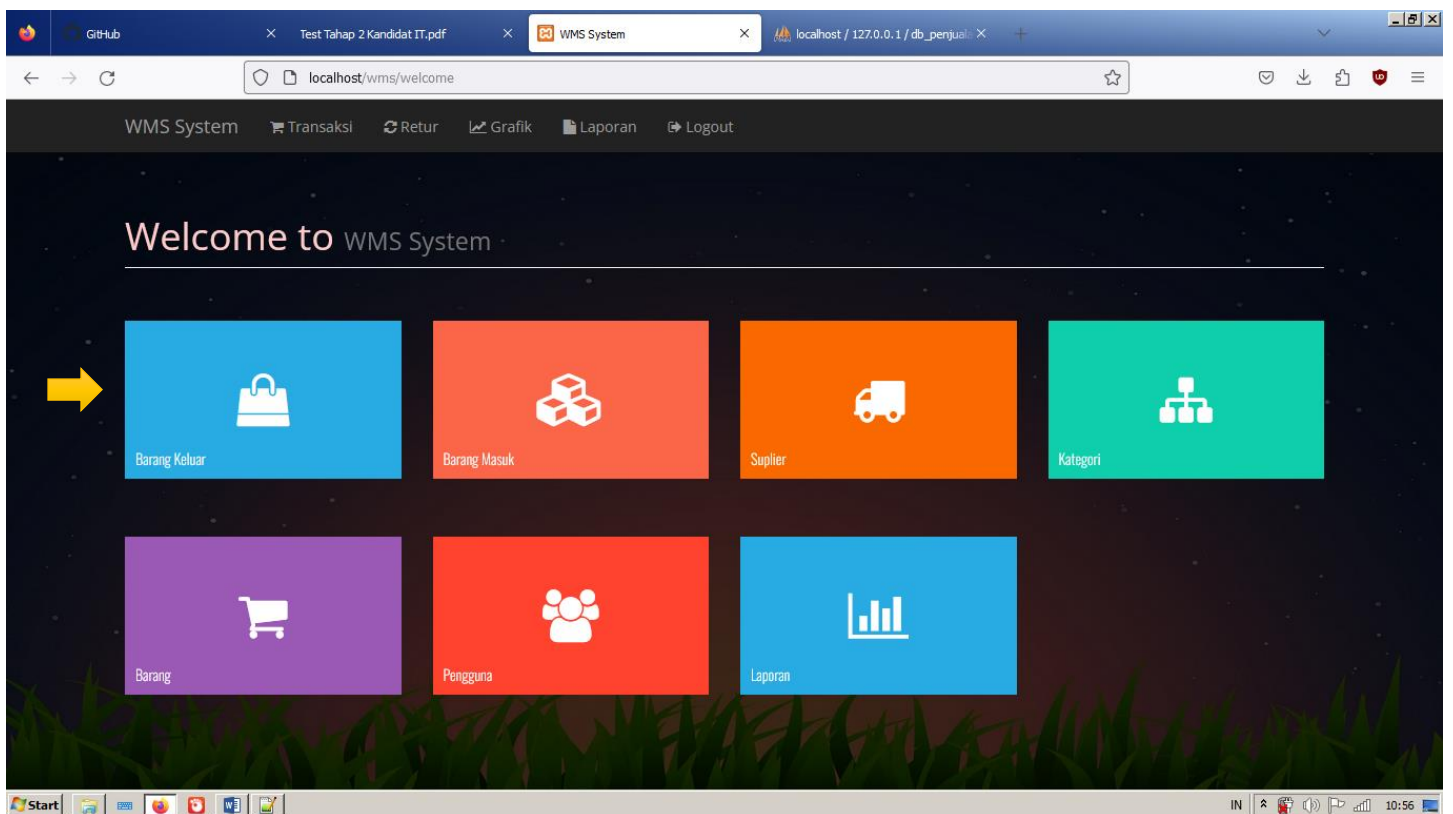 GitHub
Test Tahap 2 Kandidat IT.pdf
WMS System
localhost / 127.0.0.1 / db_penjuala
localhost/wms/welcome
WMS System Transaksi Retur Grafik Laporan Logout
Welcome to WMS System
Barang Keluar Barang Masuk Suplier Kategori
Barang Pengguna Laporan
Start IN 10:56